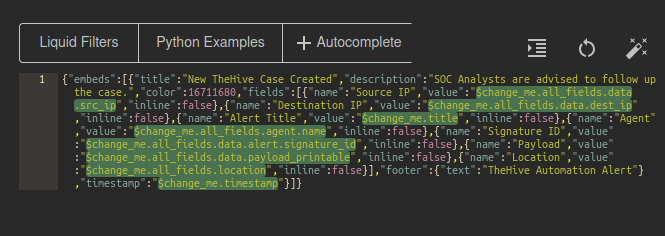 Liquid Filters Python Examples + Autocomplete
1 {"embeds":[{"title":"New TheHive Case Created","description":"SOC Analysts are advised to follow up
the case.","color":16711680,"fields":[{"name":"Source IP","value":"$change_me.all_fields.data
.src_ip","inline":false},{"name":"Destination IP","value":"$change_me.all_fields.data.dest_ip"
,"inline":false},{"name":"Alert Title","value":"$change_me.title","inline":false},{"name":"Agent"
,"value":"$change_me.all_fields.agent.name","inline":false},{"name":"Signature ID","value"
:"$change_me.all_fields.data.alert.signature_id","inline":false},{"name":"Payload","value"
:"$change_me.all_fields.data.payload_printable","inline":false},{"name":"Location","value"
:"$change_me.all_fields.location","inline":false}],"footer":{"text":"TheHive Automation Alert"}
,"timestamp":"$change_me.timestamp"}]}